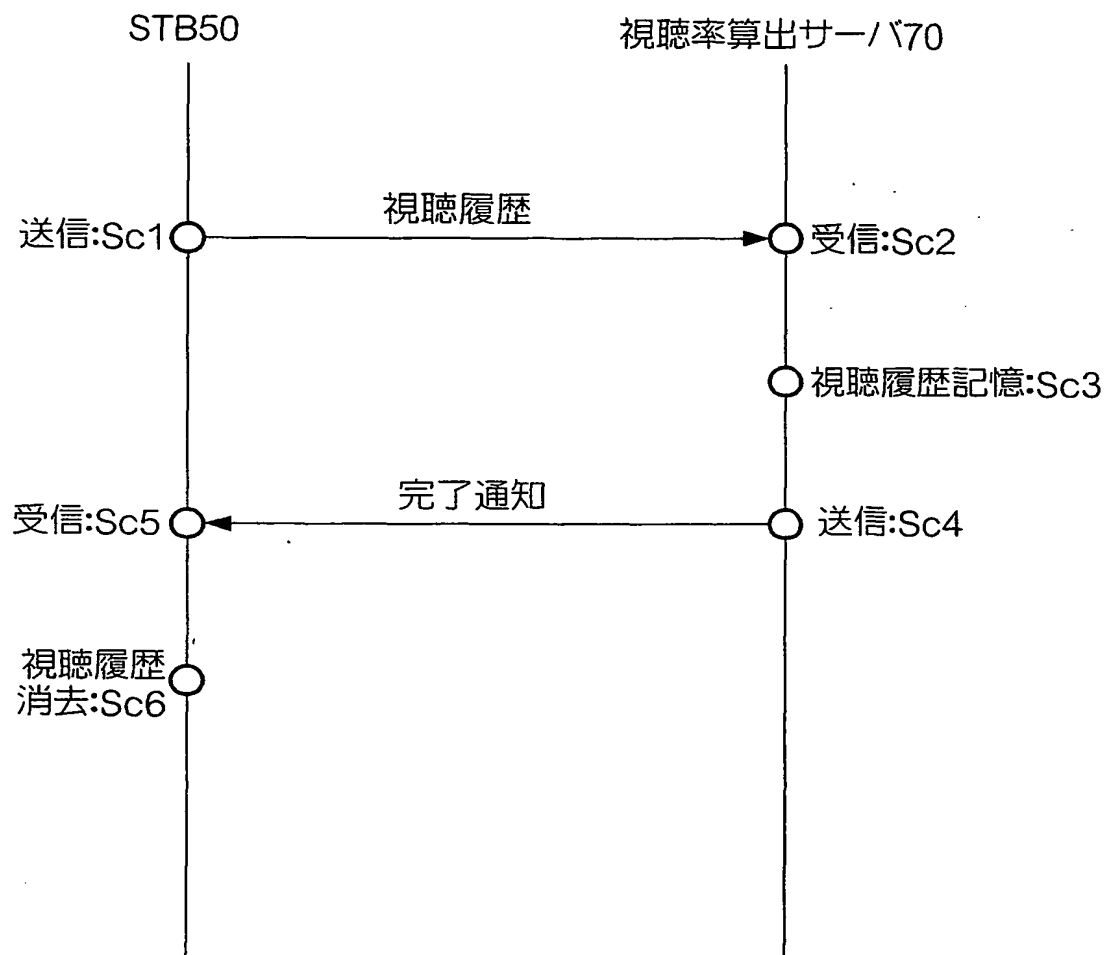 STB50
視聴率算出サーバ70
送信:Sc1
視聴履歴
受信:Sc2
視聴履歴記憶:Sc3
受信:Sc5
完了通知
送信:Sc4
視聴履歴
消去:Sc6